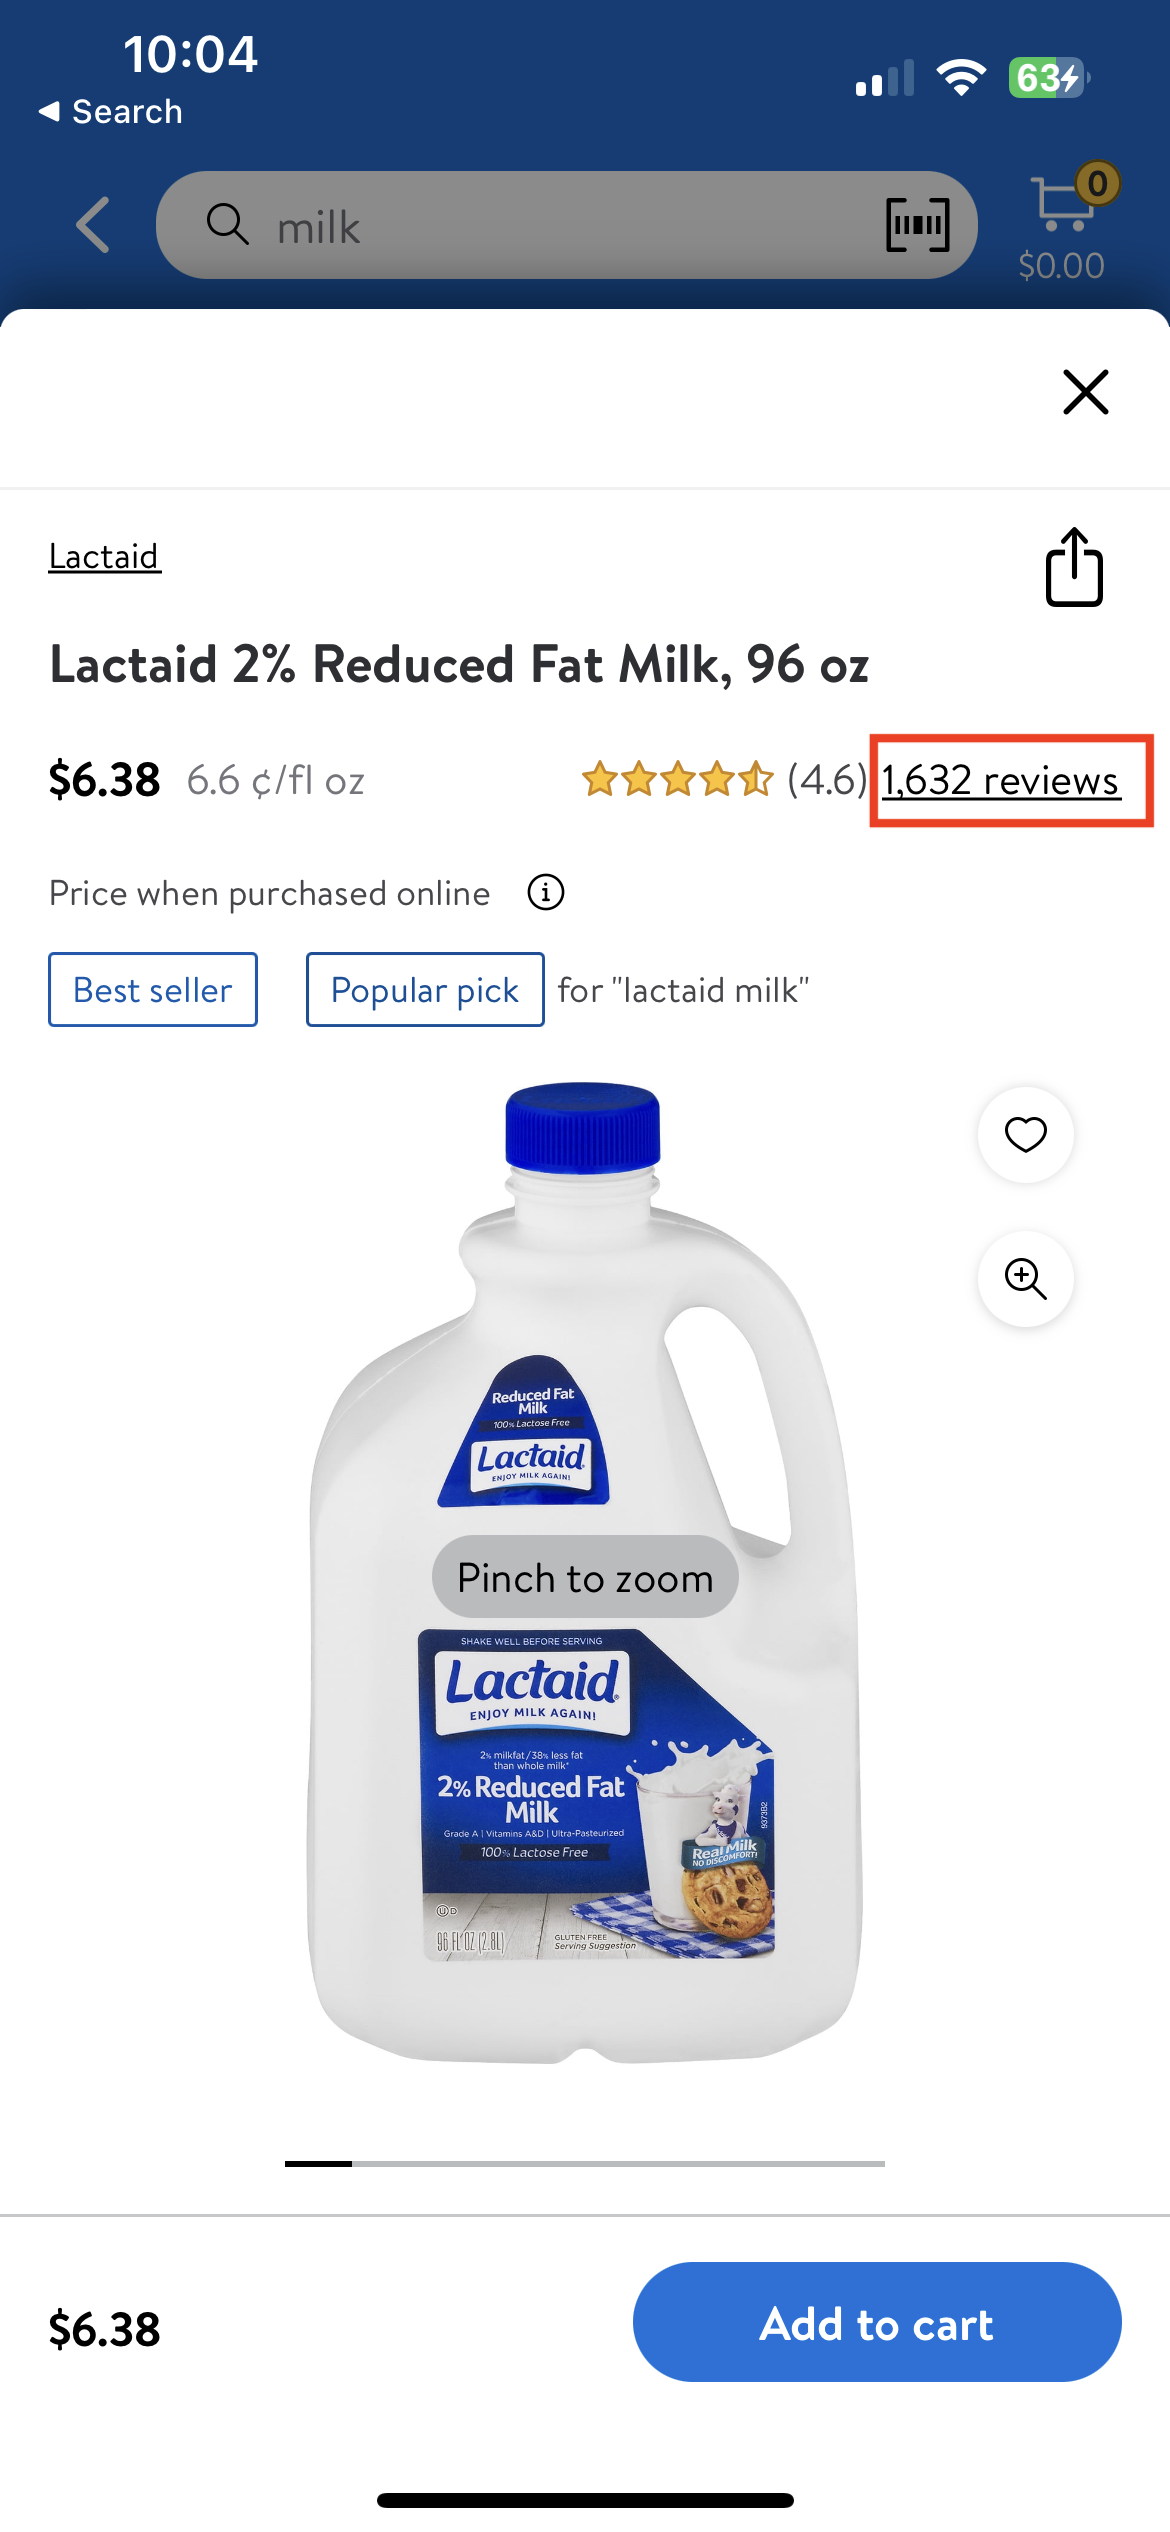 10:04
63
Search
milk
0
$0.00
Lactaid
Lactaid 2% Reduced Fat Milk, 96 oz
$6.38 6.6 ¢/fl oz (4.6) 1,632 reviews
Price when purchased online
Best seller Popular pick for "lactaid milk"
Reduced Fat
Milk
100% Lactose Free
Lactaid
ENJOY MILK AGAIN!
Pinch to zoom
SHAKE WELL BEFORE SERVING
Lactaid
ENJOY MILK AGAIN!
2% milkfat/38% less fat
than whole milk*
2% Reduced Fat
Milk
Grade A | Vitamins A&D | Ultra-Pasteurized
100% Lactose Free
9373B2
Real Milk
NO DISCOMFORT!
U D
96 FL OZ (2.8L)
GLUTEN FREE
Serving Suggestion
$6.38 Add to cart